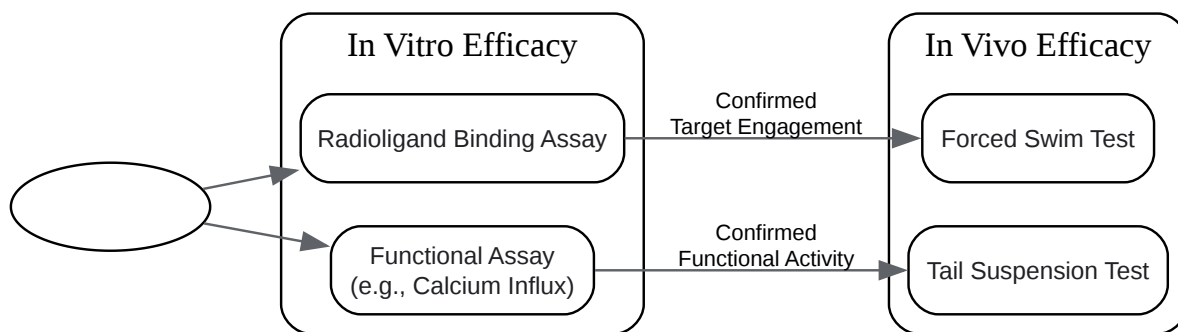 In Vitro Efficacy
Radioligand Binding Assay
Functional Assay
(e.g., Calcium Influx)
Confirmed
Target Engagement
Confirmed
Functional Activity
In Vivo Efficacy
Forced Swim Test
Tail Suspension Test